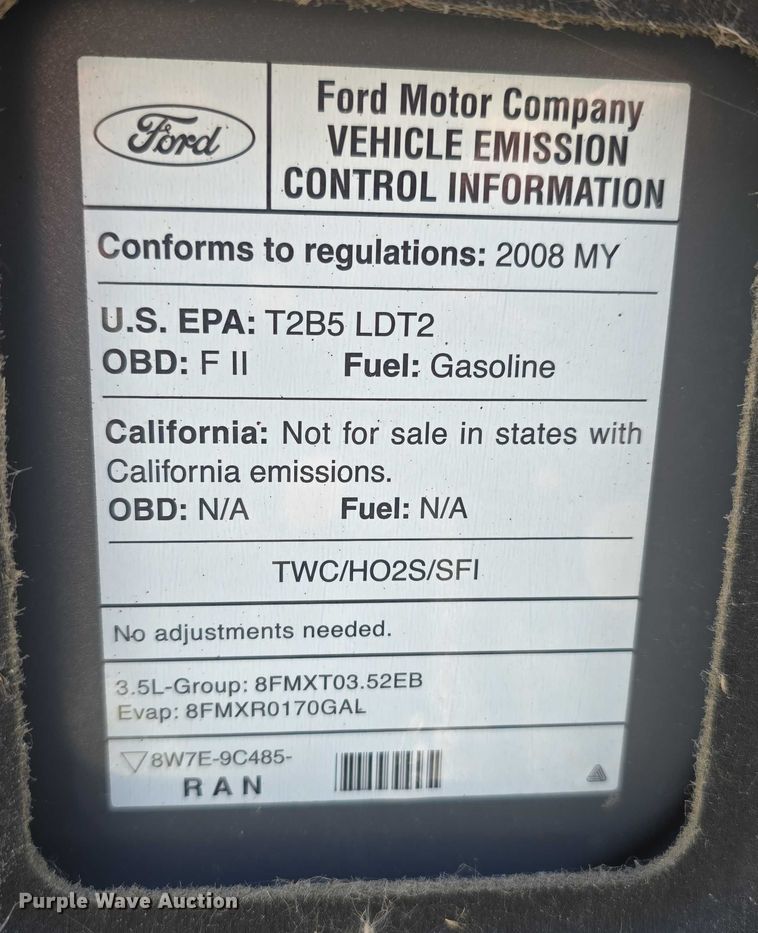 Ford
Ford Motor Company
VEHICLE EMISSION
CONTROL INFORMATION
Conforms to regulations: 2008 MY
U.S. EPA: T2B5 LDT2
OBD: F II Fuel: Gasoline
California: Not for sale in states with
California emissions.
OBD: N/A Fuel: N/A
TWC/HO2S/SFI
No adjustments needed.
3.5L-Group: 8FMXT03.52EB
Evap: 8FMXR0170GAL
8W7E-9C485-
R A N
Purple Wave Auction